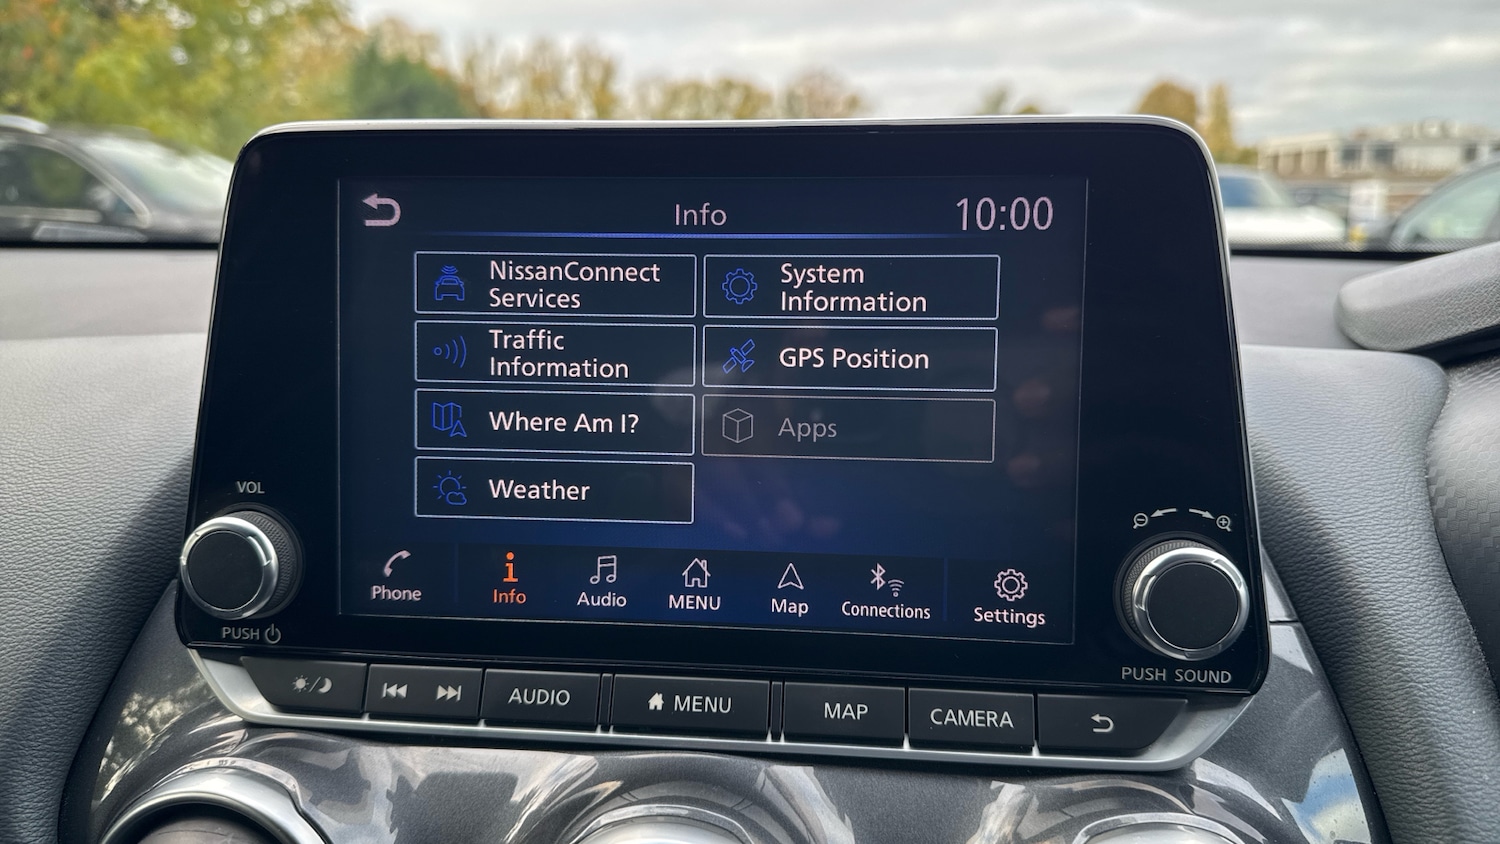 Info
10:00
NissanConnect
Services
System
Information
Traffic
Information
GPS Position
Where Am I?
Apps
Weather
Phone
Info
Audio
MENU
Map
Connections
Settings
VOL
PUSH
PUSH SOUND
AUDIO
MENU
MAP
CAMERA